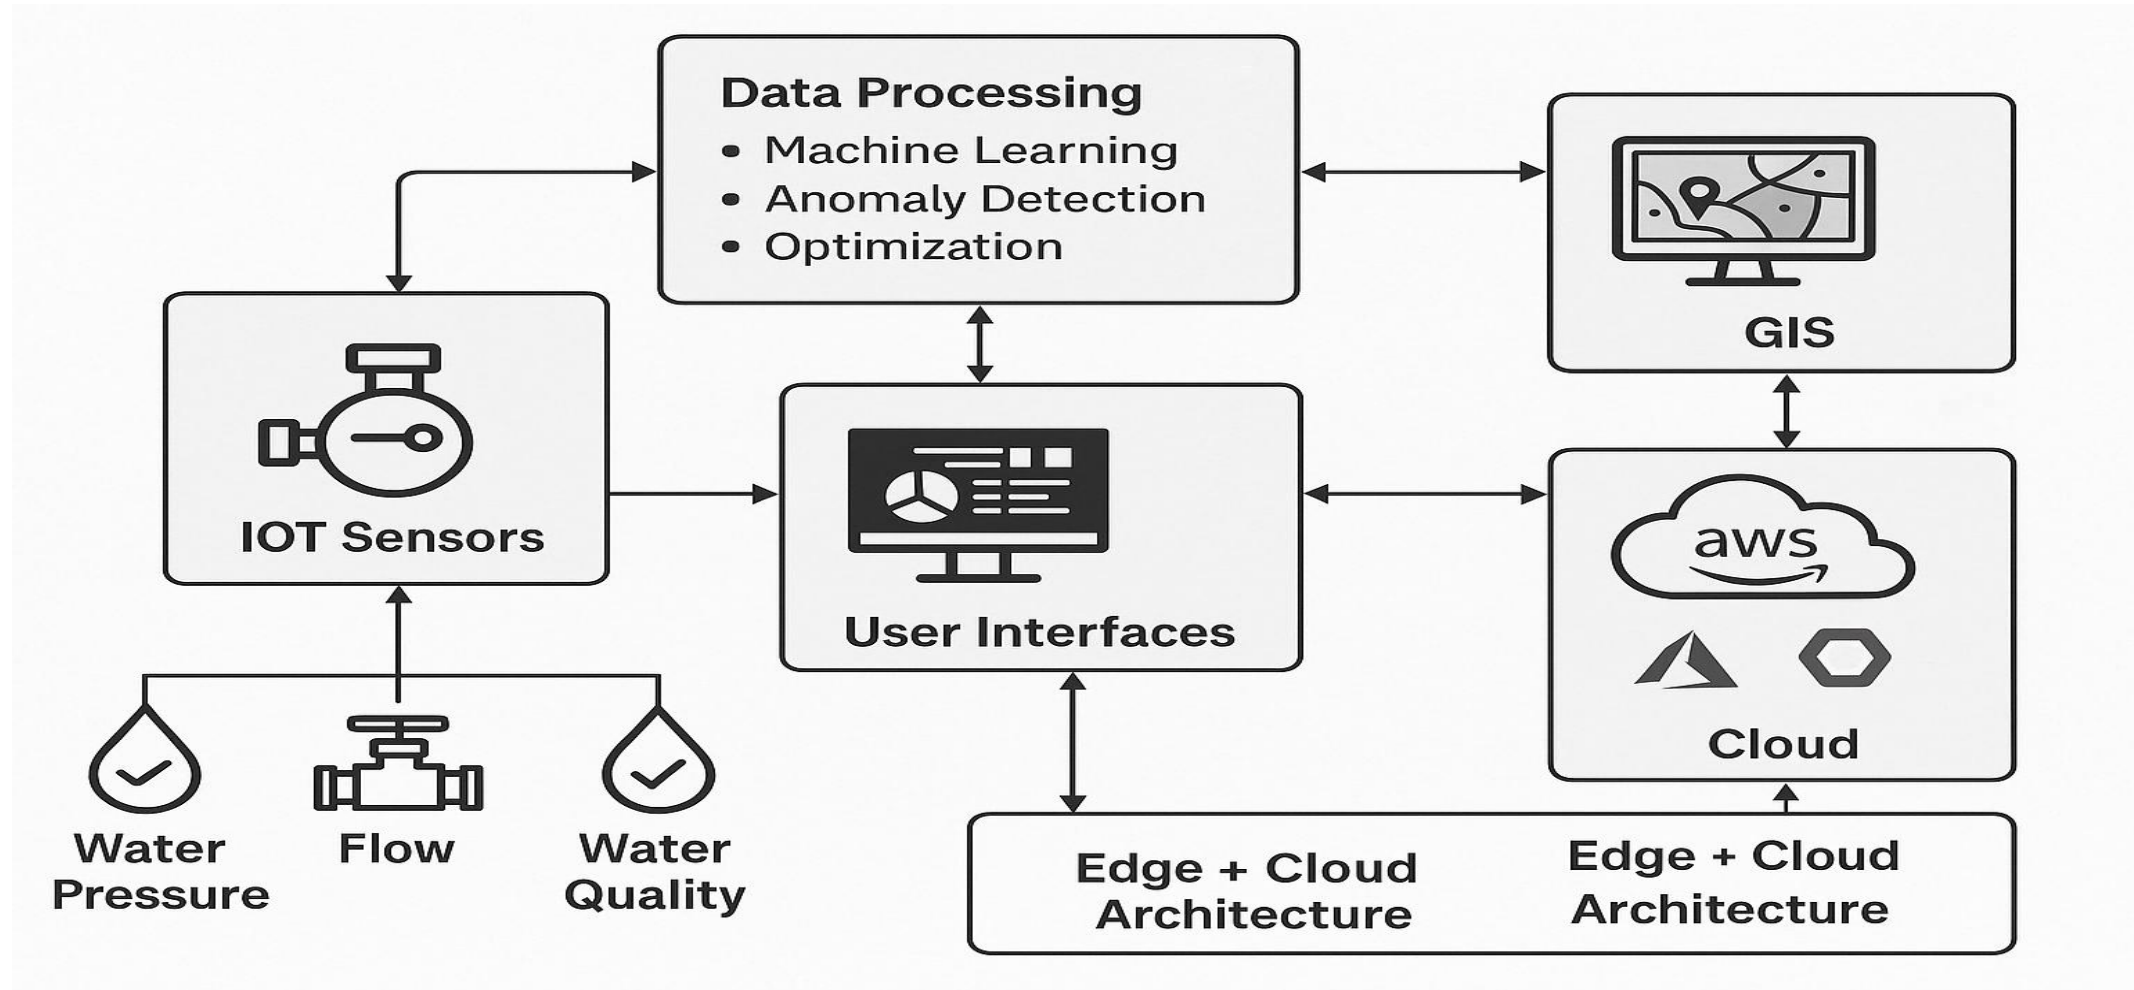 Data Processing
• Machine Learning
• Anomaly Detection
• Optimization
GIS
IOT Sensors
User Interfaces
aws
Cloud
Water
Pressure
Flow
Water
Quality
Edge + Cloud
Architecture
Edge + Cloud
Architecture